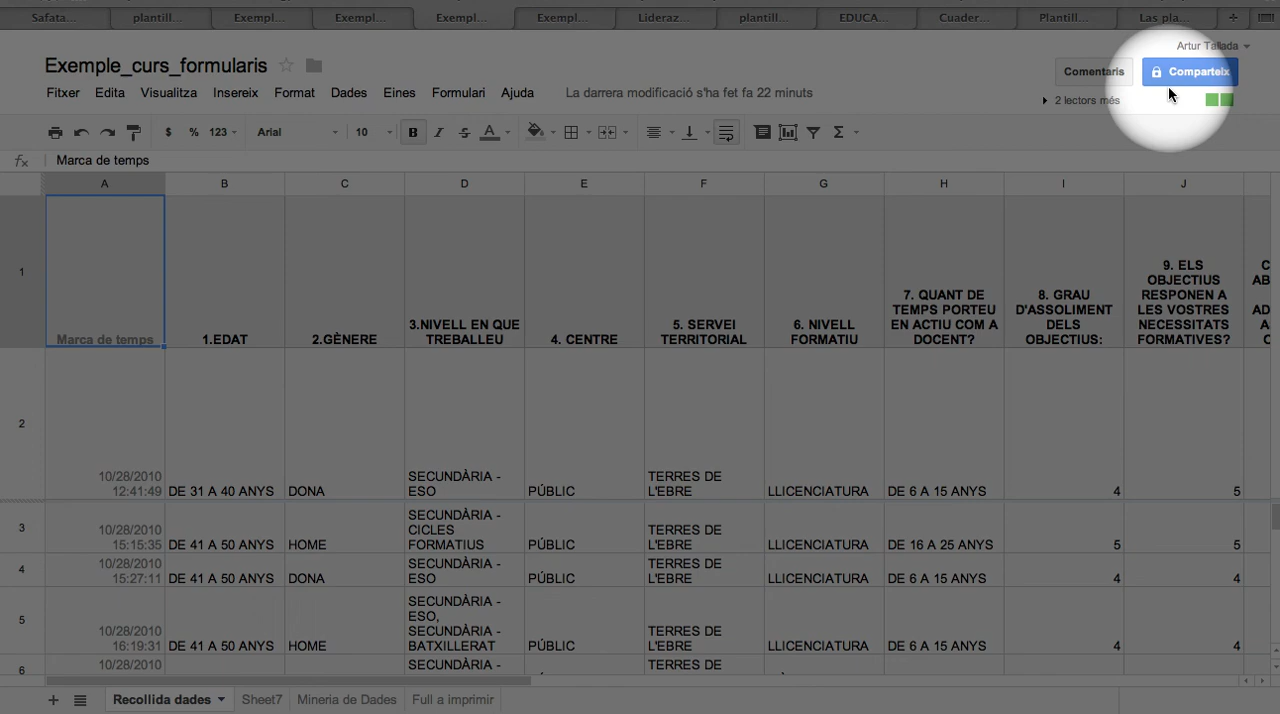 Safata... plantill... Exempl... Exempl... Exempl... Exempl... Lideraz... plantill... EDUCA... Cuader... Plantill... Las pla...
Artur Tallada
Exemple_curs_formularis
Comentaris Comparteix
Fitxer Edita Visualitza Insereix Format Dades Eines Formulari Ajuda La darrera modificació s'ha fet fa 22 minuts
2 lectors més
$ % 123 Arial 10 B I S A Σ
fx Marca de temps
A B C D E F G H I J
1
Marca de temps
1.EDAT
2.GÈNERE
3.NIVELL EN QUE
TREBALLEU
4. CENTRE
5. SERVEI
TERRITORIAL
6. NIVELL
FORMATIU
7. QUANT DE
TEMPS PORTEU
EN ACTIU COM A
DOCENT?
8. GRAU
D'ASSOLIMENT
DELS
OBJECTIUS:
9. ELS
OBJECTIUS
RESPONEN A
LES VOSTRES
NECESSITATS
FORMATIVES?
2
10/28/2010
12:41:49
DE 31 A 40 ANYS
DONA
SECUNDÀRIA -
ESO
PÚBLIC
TERRES DE
L'EBRE
LLICENCIATURA
DE 6 A 15 ANYS
4
5
3
10/28/2010
15:15:35
DE 41 A 50 ANYS
HOME
SECUNDÀRIA -
CICLES
FORMATIUS
PÚBLIC
TERRES DE
L'EBRE
LLICENCIATURA
DE 16 A 25 ANYS
5
5
4
10/28/2010
15:27:11
DE 41 A 50 ANYS
DONA
SECUNDÀRIA -
ESO
PÚBLIC
TERRES DE
L'EBRE
LLICENCIATURA
DE 6 A 15 ANYS
4
4
5
10/28/2010
16:19:31
DE 41 A 50 ANYS
HOME
SECUNDÀRIA -
ESO,
SECUNDÀRIA -
BATXILLERAT
PÚBLIC
TERRES DE
L'EBRE
LLICENCIATURA
DE 6 A 15 ANYS
4
4
6
10/28/2010
SECUNDÀRIA -
TERRES DE
Recollida dades Sheet7 Mineria de Dades Full a imprimir